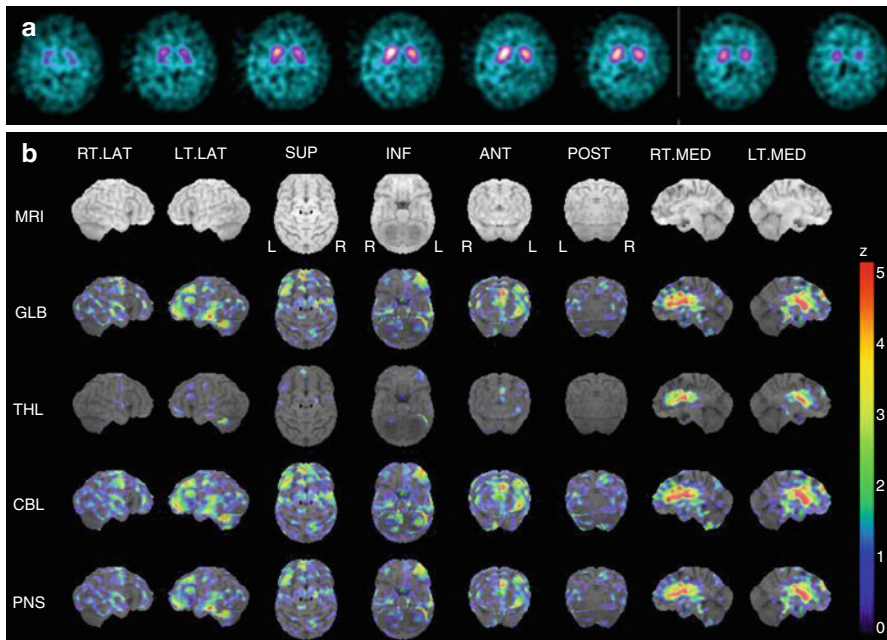 a
b
RT.LAT LT.LAT SUP INF ANT POST RT.MED LT.MED
MRI
L R R L R L L R
z
5
GLB
4
THL
3
2
CBL
1
PNS
0